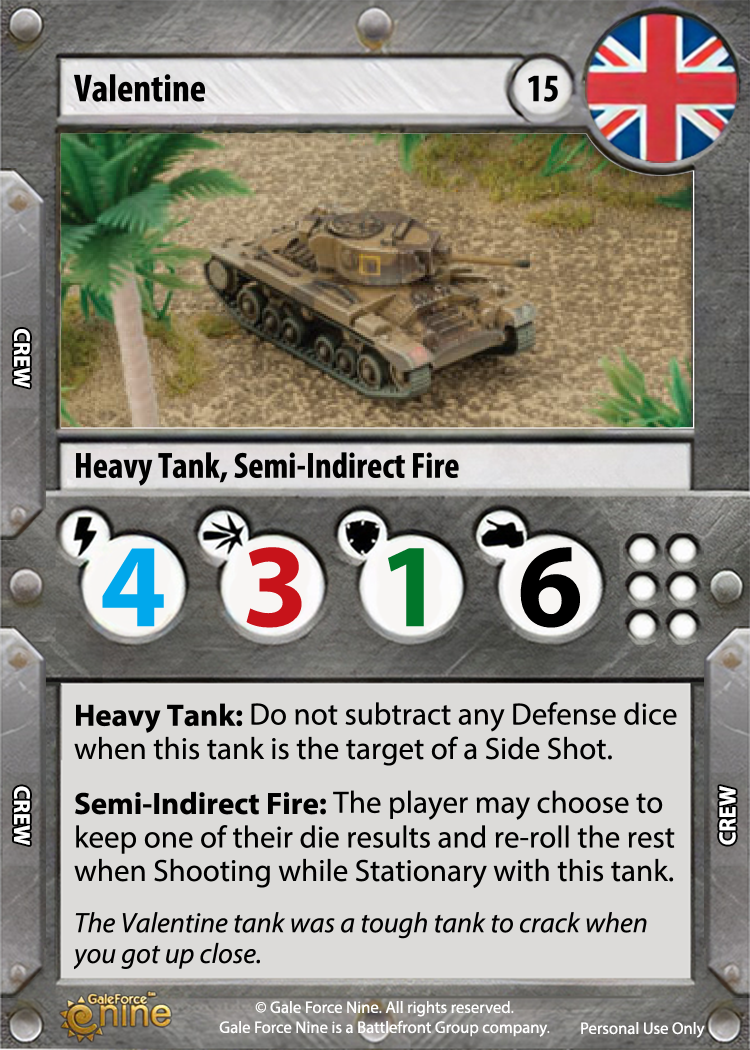 Valentine
15
CREW
Heavy Tank, Semi-Indirect Fire
4 3 1 6
Heavy Tank: Do not subtract any Defense dice
when this tank is the target of a Side Shot.
Semi-Indirect Fire: The player may choose to
keep one of their die results and re-roll the rest
when Shooting while Stationary with this tank.
CREW
CREW
The Valentine tank was a tough tank to crack when
you got up close.
GaleForce™
nine
© Gale Force Nine. All rights reserved.
Gale Force Nine is a Battlefront Group company.
Personal Use Only